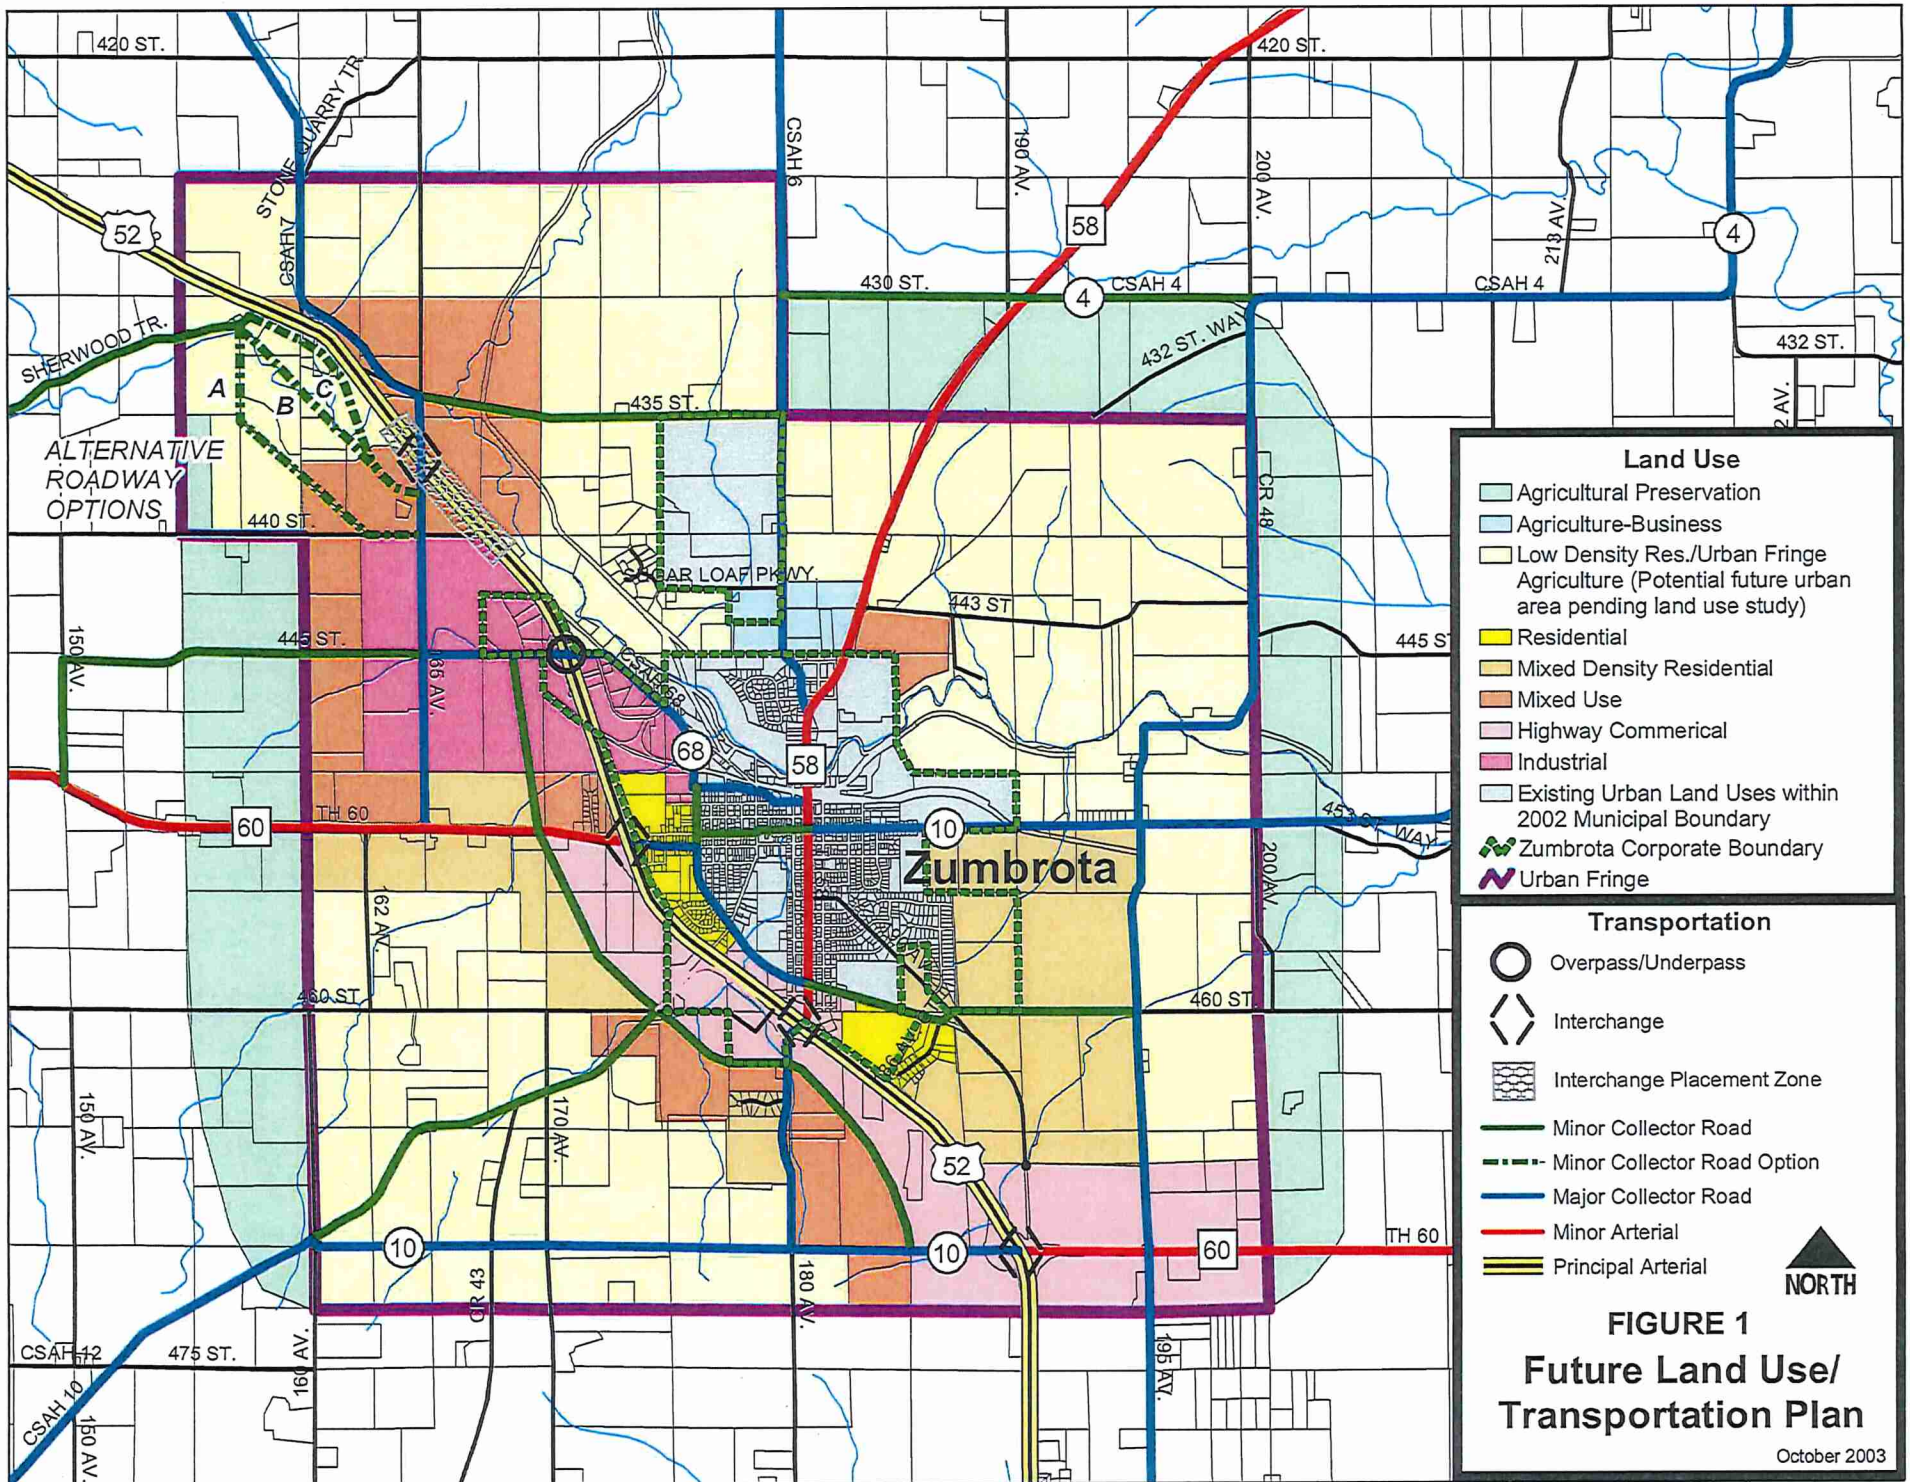 420 ST.
420 ST.
STONE QUARRY TR.
CSAH 6
190 AV.
200 AV.
213 AV.
52
CSAH 7
58
4
430 ST.
4
CSAH 4
CSAH 4
SHERWOOD TR.
432 ST. WAY
432 ST.
A
B
C
435 ST.
2 AV.
ALTERNATIVE
ROADWAY
OPTIONS
440 ST.
CR 48
SUGAR LOAF PKWY.
443 ST
150 AV.
445 ST.
445 ST
CSAH 68
68
58
60
TH 60
10
453 ST. WAY
Zumbrota
162 AV.
200 AV.
AV
460 ST
460 ST.
150 AV.
170 AV.
52
10
10
60
TH 60
CR 43
180 AV.
195 AV.
160 AV.
CSAH 12
475 ST.
CSAH 10
150 AV.
Land Use
Agricultural Preservation
Agriculture-Business
Low Density Res./Urban Fringe
Agriculture (Potential future urban
area pending land use study)
Residential
Mixed Density Residential
Mixed Use
Highway Commerical
Industrial
Existing Urban Land Uses within
2002 Municipal Boundary
Zumbrota Corporate Boundary
Urban Fringe
Transportation
Overpass/Underpass
Interchange
Interchange Placement Zone
Minor Collector Road
Minor Collector Road Option
Major Collector Road
Minor Arterial
Principal Arterial
NORTH
FIGURE 1
Future Land Use/
Transportation Plan
October 2003